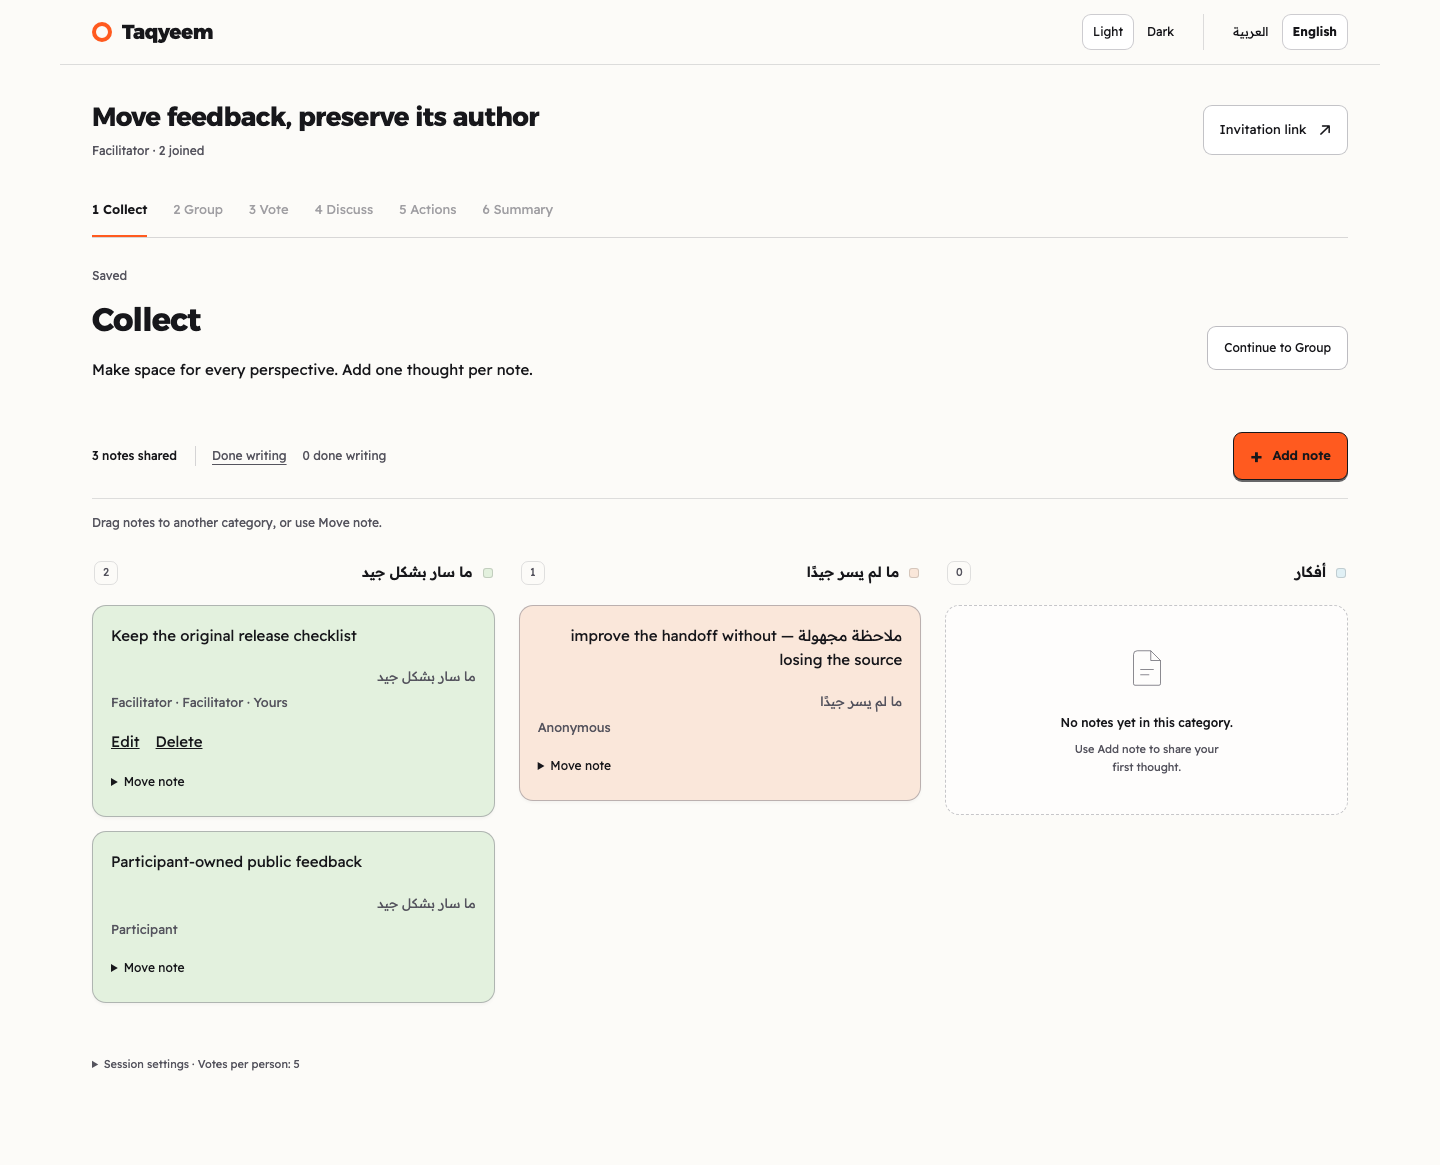 Taqyeem
Light
Dark
العربية
English
Move feedback, preserve its author
Facilitator · 2 joined
Invitation link
1 Collect
2 Group
3 Vote
4 Discuss
5 Actions
6 Summary
Saved
Collect
Make space for every perspective. Add one thought per note.
Continue to Group
3 notes shared
Done writing
0 done writing
+ Add note
Drag notes to another category, or use Move note.
2
ما سار بشكل جيد
Keep the original release checklist
ما سار بشكل جيد
Facilitator · Facilitator · Yours
Edit
Delete
Move note
Participant-owned public feedback
ما سار بشكل جيد
Participant
Move note
1
ما لم يسر جيدًا
ملاحظة مجهولة — improve the handoff without
losing the source
ما لم يسر جيدًا
Anonymous
Move note
0
أفكار
No notes yet in this category.
Use Add note to share your
first thought.
Session settings · Votes per person: 5